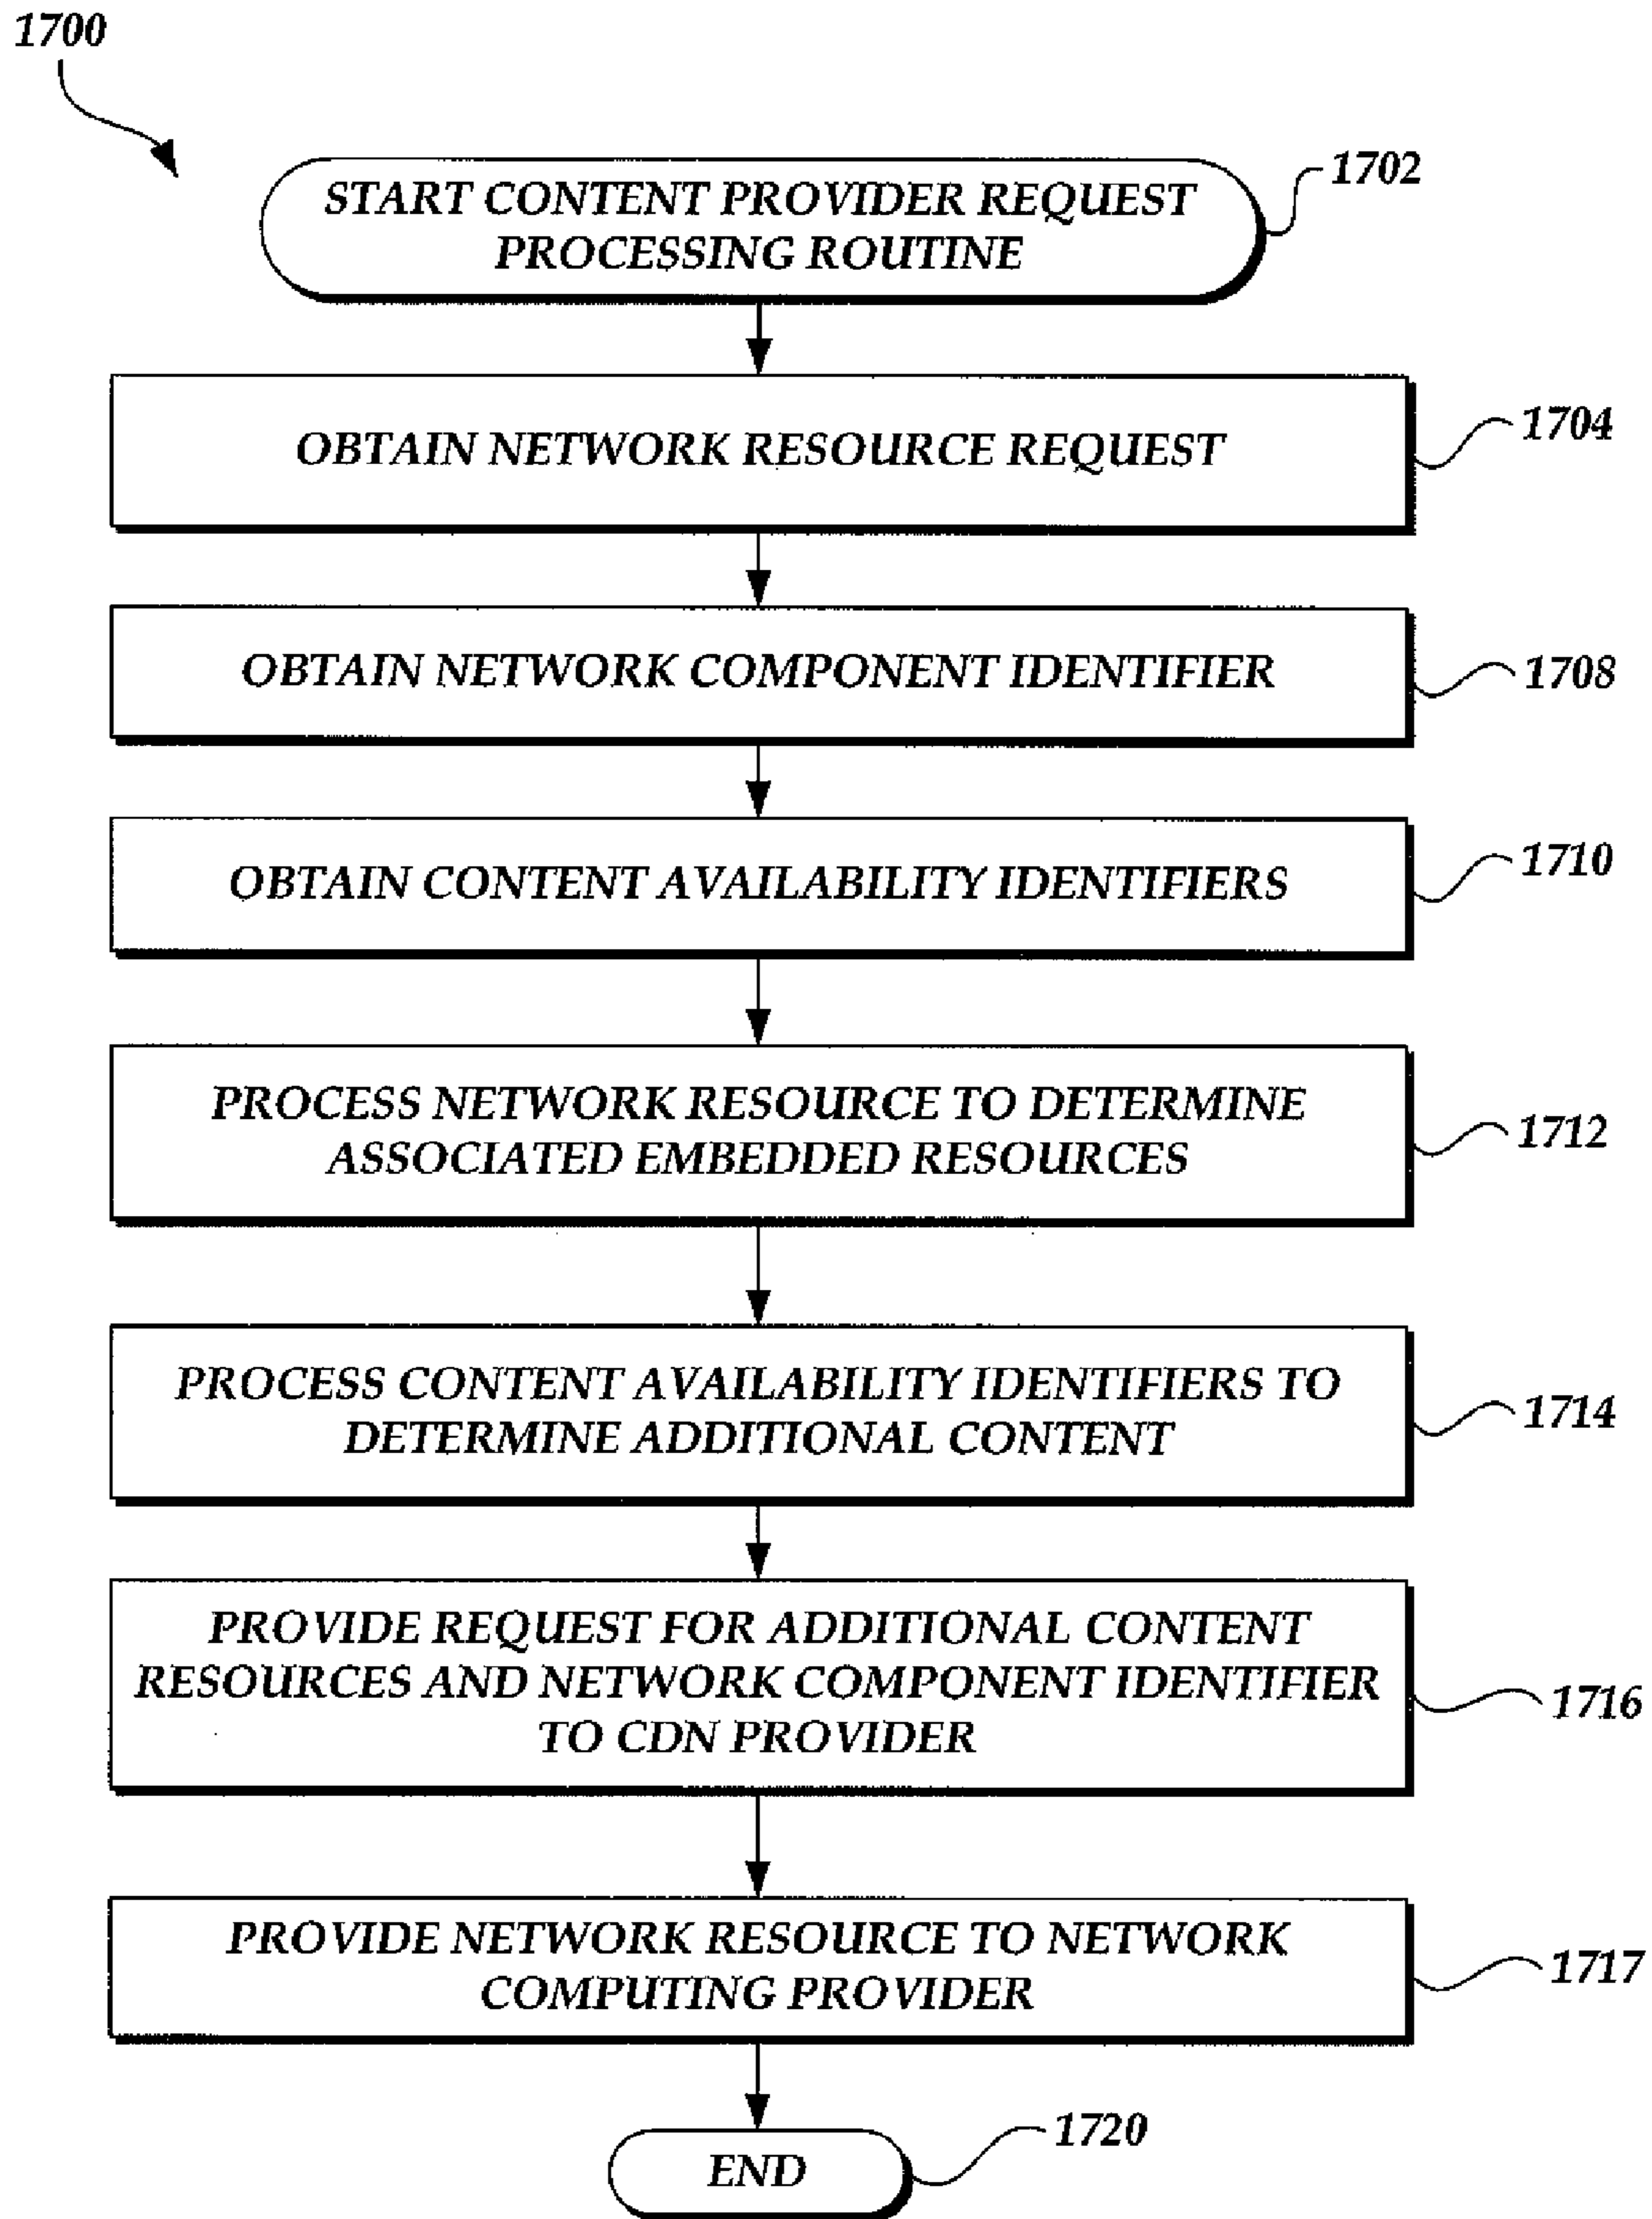 1700
START CONTENT PROVIDER REQUEST
PROCESSING ROUTINE
1702
OBTAIN NETWORK RESOURCE REQUEST
1704
OBTAIN NETWORK COMPONENT IDENTIFIER
1708
OBTAIN CONTENT AVAILABILITY IDENTIFIERS
1710
PROCESS NETWORK RESOURCE TO DETERMINE
ASSOCIATED EMBEDDED RESOURCES
1712
PROCESS CONTENT AVAILABILITY IDENTIFIERS TO
DETERMINE ADDITIONAL CONTENT
1714
PROVIDE REQUEST FOR ADDITIONAL CONTENT
RESOURCES AND NETWORK COMPONENT IDENTIFIER
TO CDN PROVIDER
1716
PROVIDE NETWORK RESOURCE TO NETWORK
COMPUTING PROVIDER
1717
END
1720